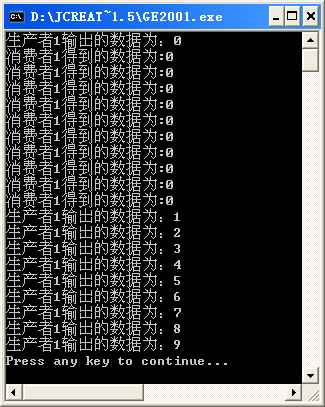 D:\JCREAT~1.5\GE2001.exe
生产者1输出的数据为：0
消费者1得到的数据为:0
消费者1得到的数据为:0
消费者1得到的数据为:0
消费者1得到的数据为:0
消费者1得到的数据为:0
消费者1得到的数据为:0
消费者1得到的数据为:0
消费者1得到的数据为:0
消费者1得到的数据为:0
消费者1得到的数据为:0
生产者1输出的数据为：1
生产者1输出的数据为：2
生产者1输出的数据为：3
生产者1输出的数据为：4
生产者1输出的数据为：5
生产者1输出的数据为：6
生产者1输出的数据为：7
生产者1输出的数据为：8
生产者1输出的数据为：9
Press any key to continue...